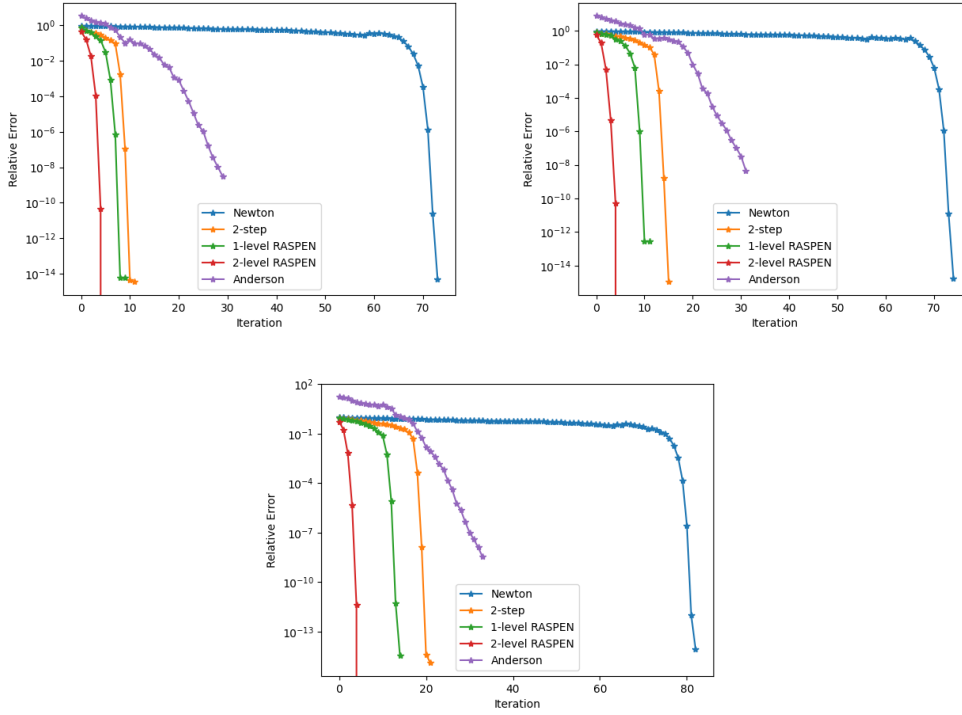 10^0
10^-2
10^-4
10^-6
10^-8
10^-10
10^-12
10^-14
Relative Error
Newton
2-step
1-level RASPEN
2-level RASPEN
Anderson
0 10 20 30 40 50 60 70
Iteration
10^0
10^-2
10^-4
10^-6
10^-8
10^-10
10^-12
10^-14
Relative Error
Newton
2-step
1-level RASPEN
2-level RASPEN
Anderson
0 10 20 30 40 50 60 70
Iteration
10^2
10^-1
10^-4
10^-7
10^-10
10^-13
Relative Error
Newton
2-step
1-level RASPEN
2-level RASPEN
Anderson
0 20 40 60 80
Iteration